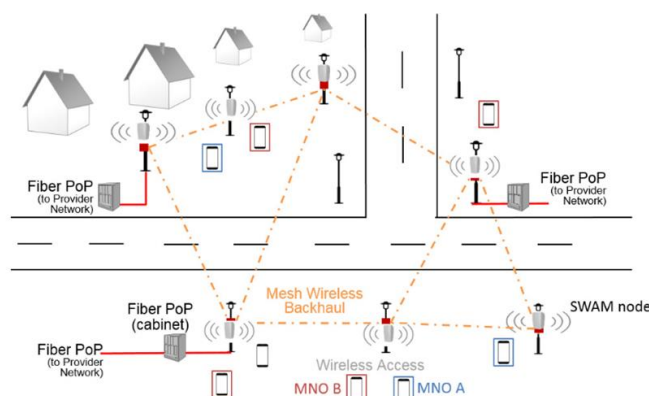 Fiber PoP
(to Provider
Network)
Fiber PoP
(to Provider
Network)
Mesh Wireless
Backhaul
Fiber PoP
(cabinet)
SWAM node
Fiber PoP
(to Provider
Network)
Wireless Access
MNO B
MNO A